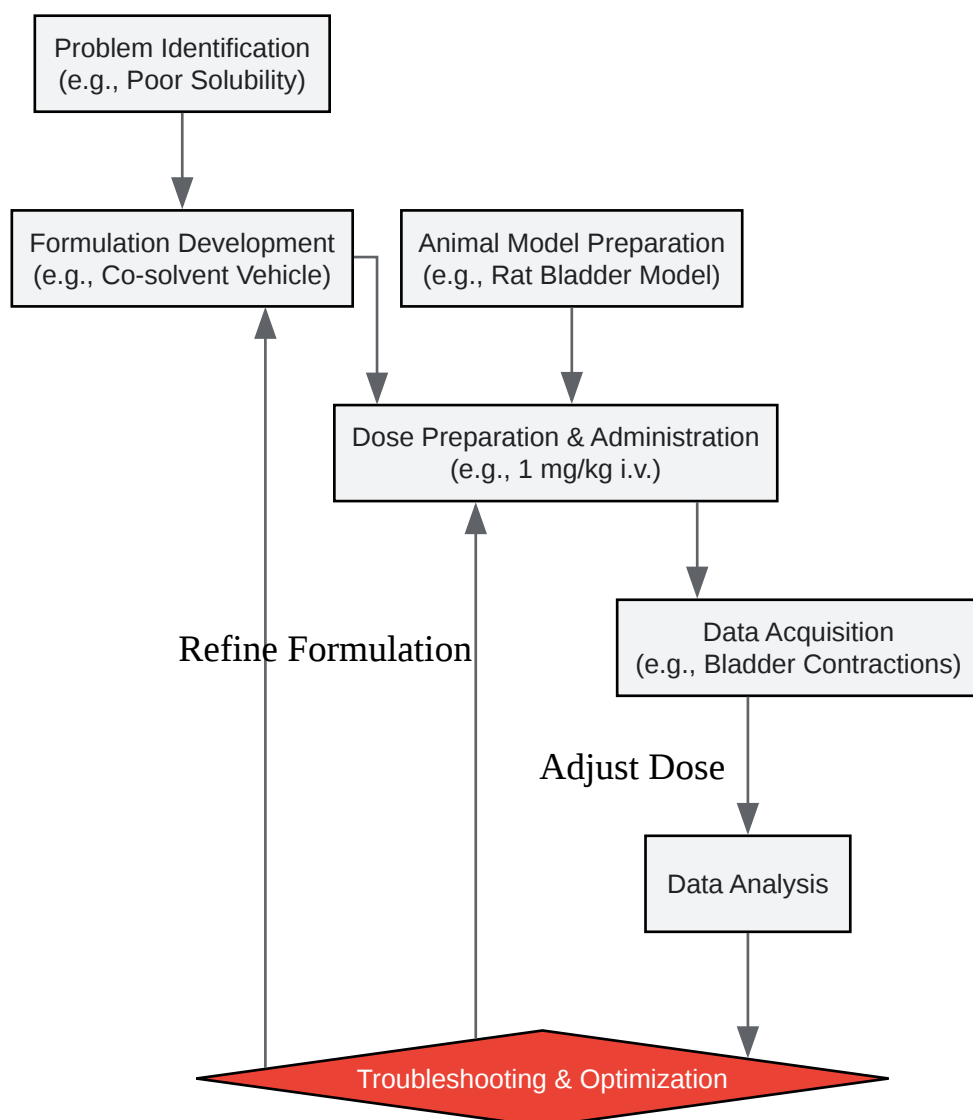 Problem Identification
(e.g., Poor Solubility)
Formulation Development
(e.g., Co-solvent Vehicle)
Animal Model Preparation
(e.g., Rat Bladder Model)
Dose Preparation & Administration
(e.g., 1 mg/kg i.v.)
Data Acquisition
(e.g., Bladder Contractions)
Refine Formulation
Adjust Dose
Data Analysis
Troubleshooting & Optimization